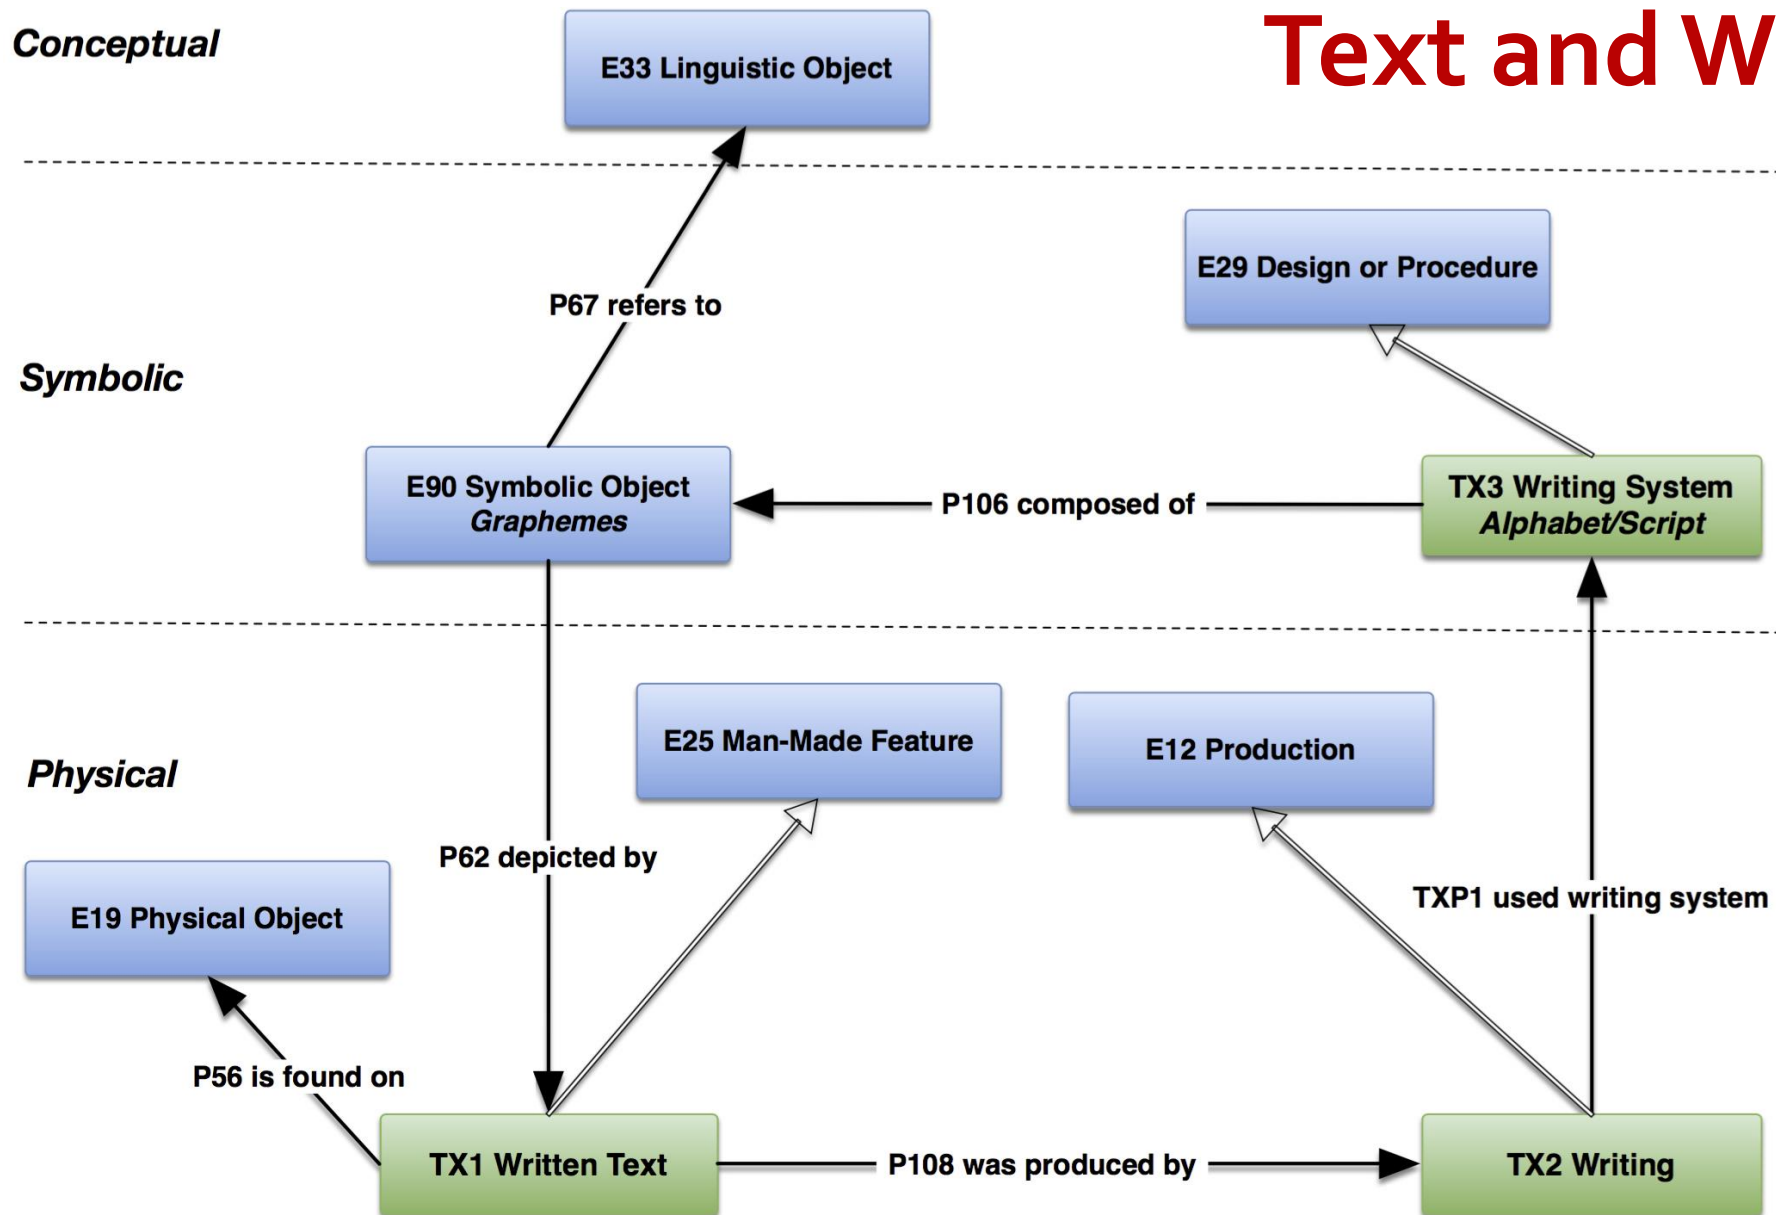 Text and W
Conceptual
E33 Linguistic Object
E29 Design or Procedure
P67 refers to
Symbolic
E90 Symbolic Object
Graphemes
P106 composed of
TX3 Writing System
Alphabet/Script
E25 Man-Made Feature
E12 Production
Physical
P62 depicted by
E19 Physical Object
TXP1 used writing system
P56 is found on
TX1 Written Text
P108 was produced by
TX2 Writing